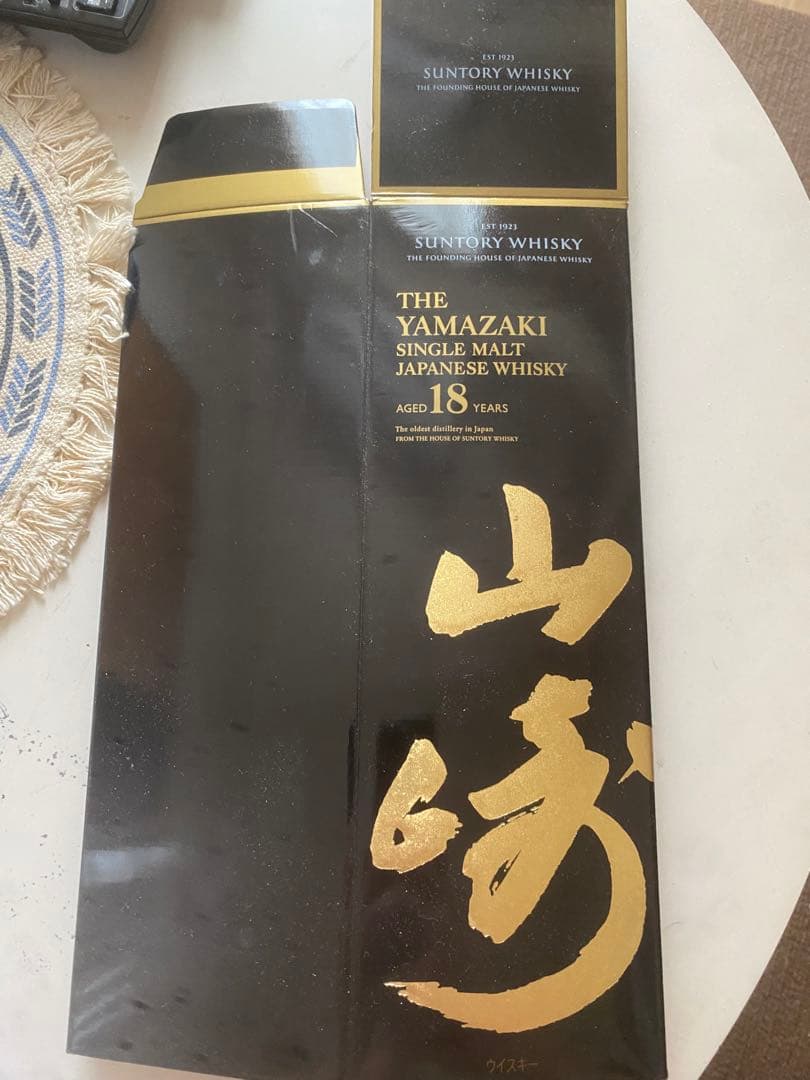 EST 1923
SUNTORY WHISKY
THE FOUNDING HOUSE OF JAPANESE WHISKY
EST 1923
SUNTORY WHISKY
THE FOUNDING HOUSE OF JAPANESE WHISKY
THE
YAMAZAKI
SINGLE MALT
JAPANESE WHISKY
AGED 18 YEARS
The oldest distillery in Japan
FROM THE HOUSE OF SUNTORY WHISKY
山
崎
ウイスキー